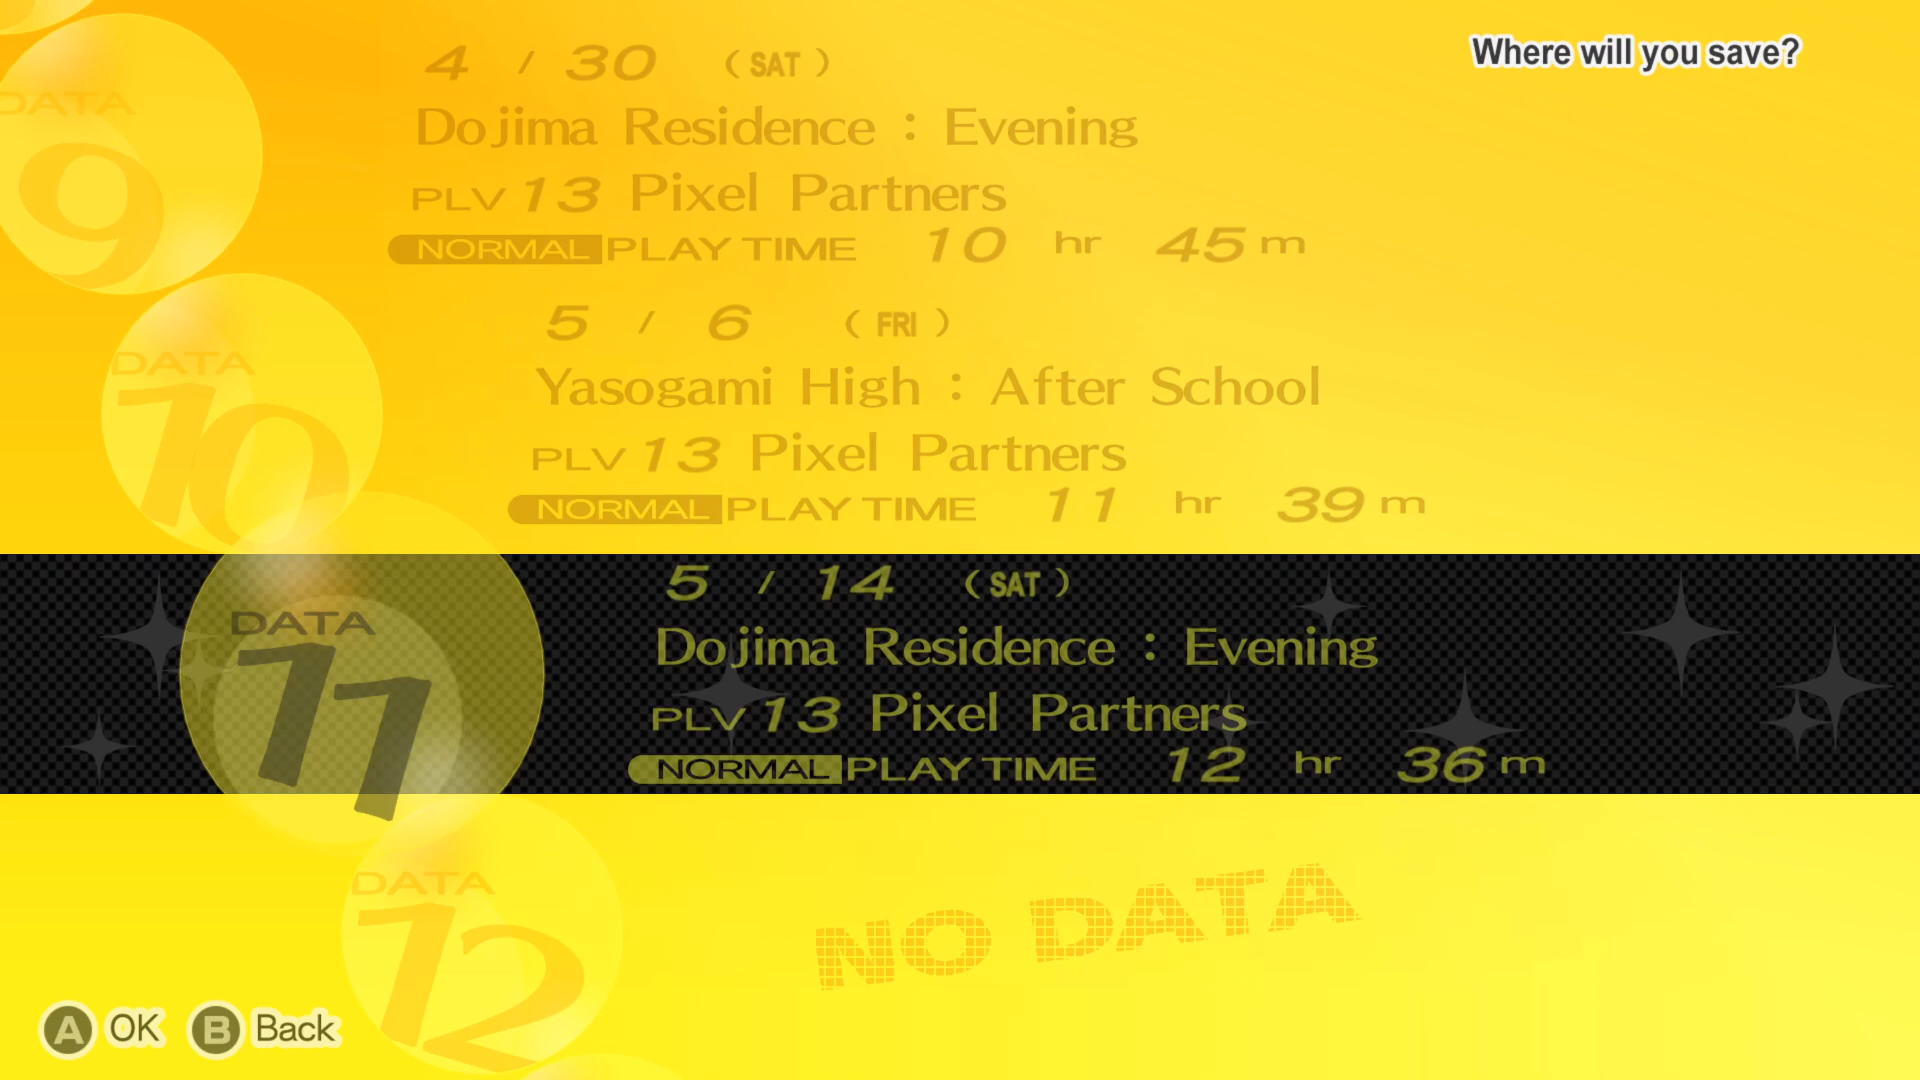 Where will you save?
DATA 9
4 / 30 ( SAT )
Dojima Residence : Evening
PLV 13 Pixel Partners
NORMAL PLAY TIME 10 hr 45 m
DATA 10
5 / 6 ( FRI )
Yasogami High : After School
PLV 13 Pixel Partners
NORMAL PLAY TIME 11 hr 39 m
DATA 11
5 / 14 ( SAT )
Dojima Residence : Evening
PLV 13 Pixel Partners
NORMAL PLAY TIME 12 hr 36 m
DATA 12
NO DATA
A OK B Back